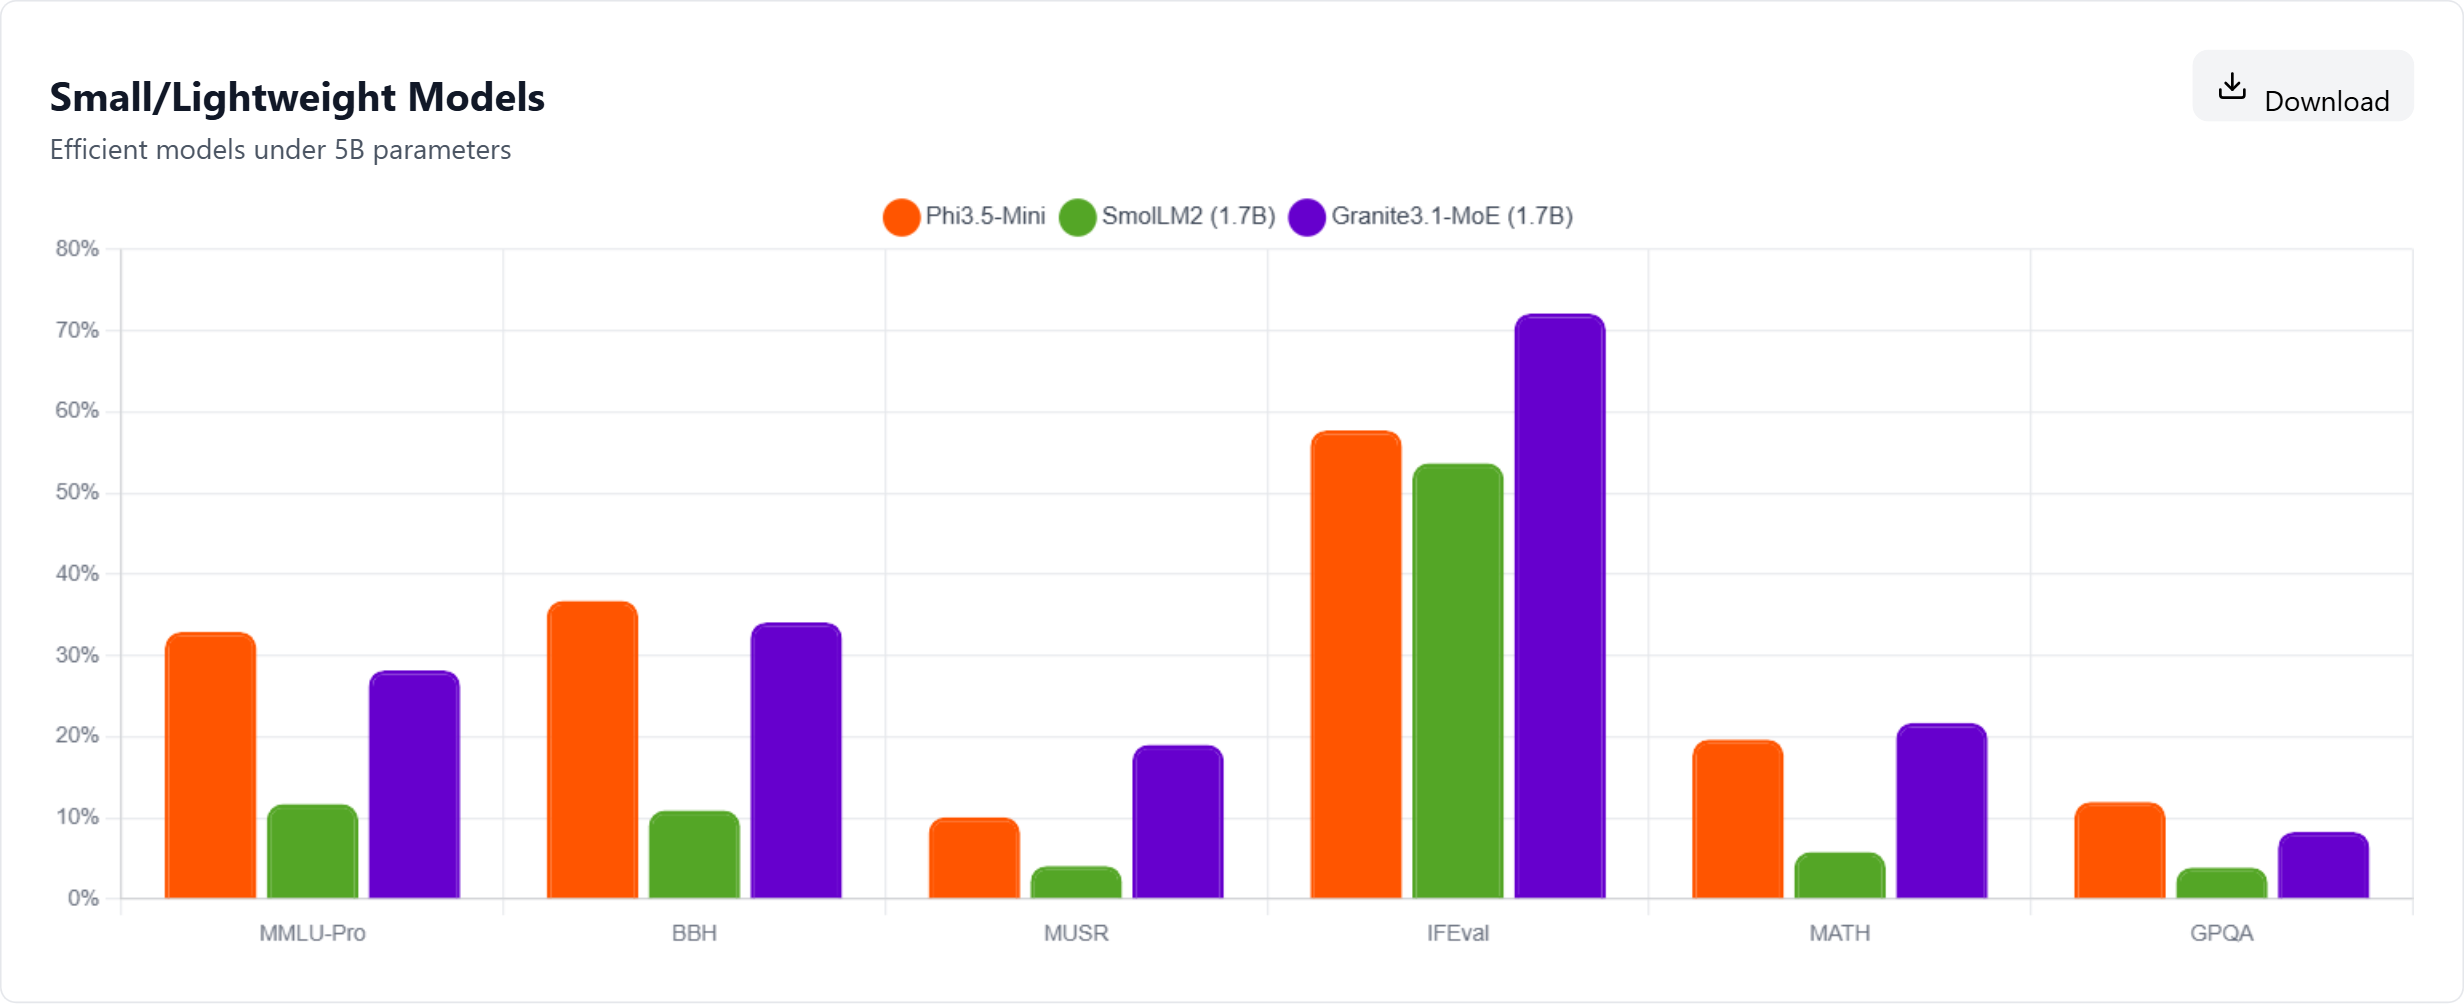 Small/Lightweight Models
Efficient models under 5B parameters
Download
Phi3.5-Mini SmolLM2 (1.7B) Granite3.1-MoE (1.7B)
80%
70%
60%
50%
40%
30%
20%
10%
0%
MMLU-Pro BBH MUSR IFEval MATH GPQA